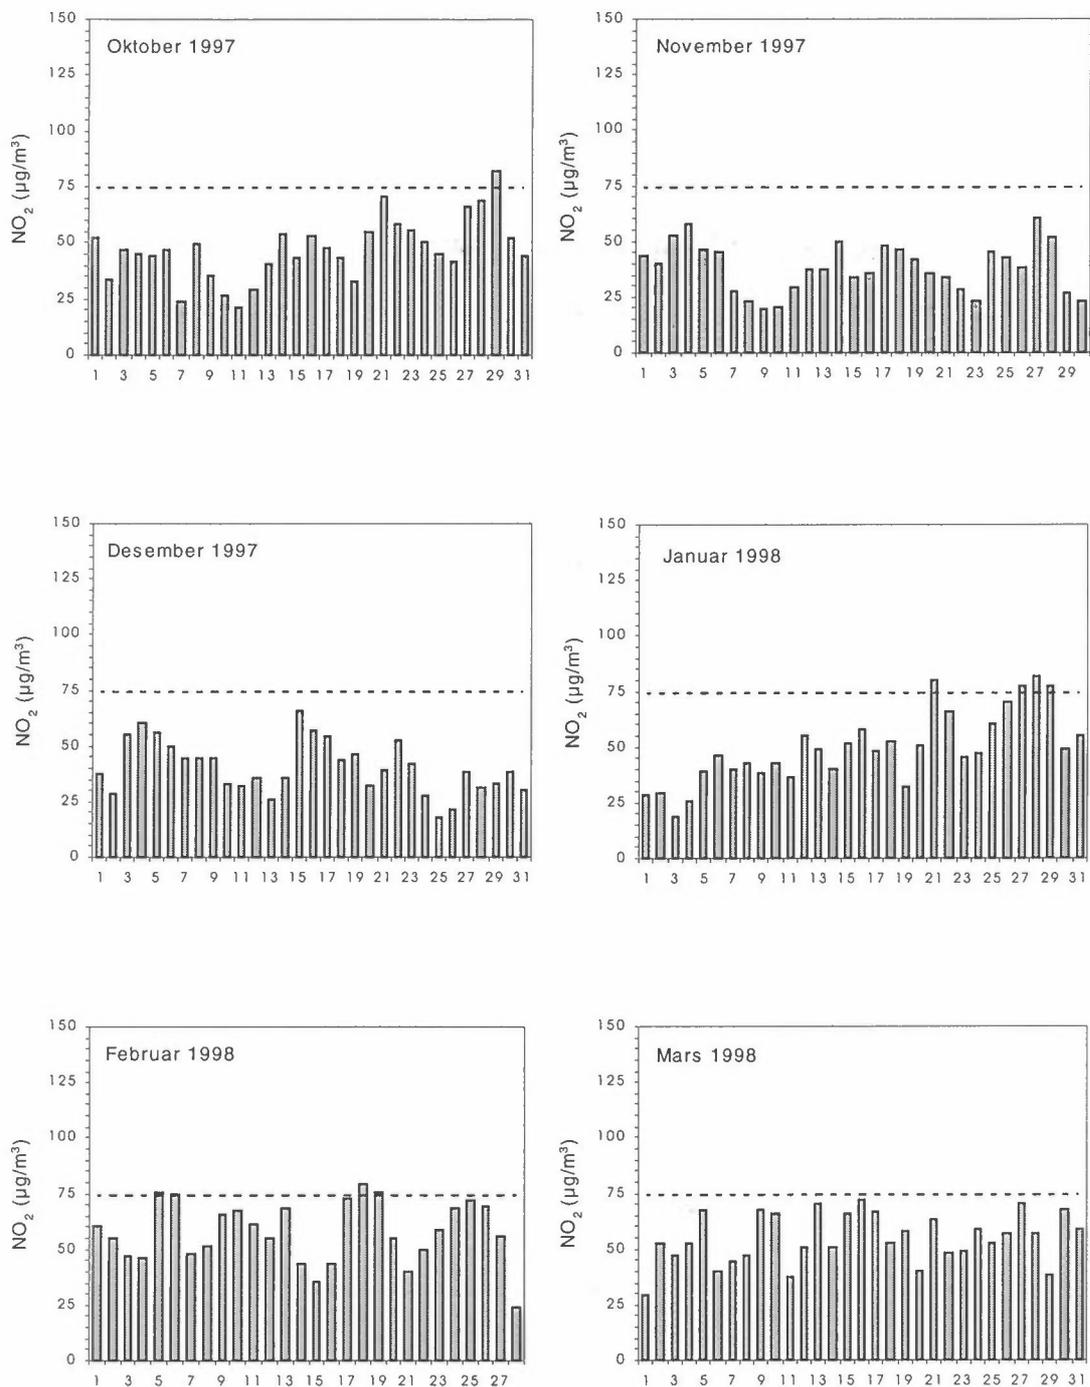 Oktober 1997
NO₂ (µg/m³)
150
125
100
75
50
25
0
1 3 5 7 9 11 13 15 17 19 21 23 25 27 29 31
November 1997
NO₂ (µg/m³)
150
125
100
75
50
25
0
1 3 5 7 9 11 13 15 17 19 21 23 25 27 29
Desember 1997
NO₂ (µg/m³)
150
125
100
75
50
25
0
1 3 5 7 9 11 13 15 17 19 21 23 25 27 29 31
Januar 1998
NO₂ (µg/m³)
150
125
100
75
50
25
0
1 3 5 7 9 11 13 15 17 19 21 23 25 27 29 31
Februar 1998
NO₂ (µg/m³)
150
125
100
75
50
25
0
1 3 5 7 9 11 13 15 17 19 21 23 25 27
Mars 1998
NO₂ (µg/m³)
150
125
100
75
50
25
0
1 3 5 7 9 11 13 15 17 19 21 23 25 27 29 31